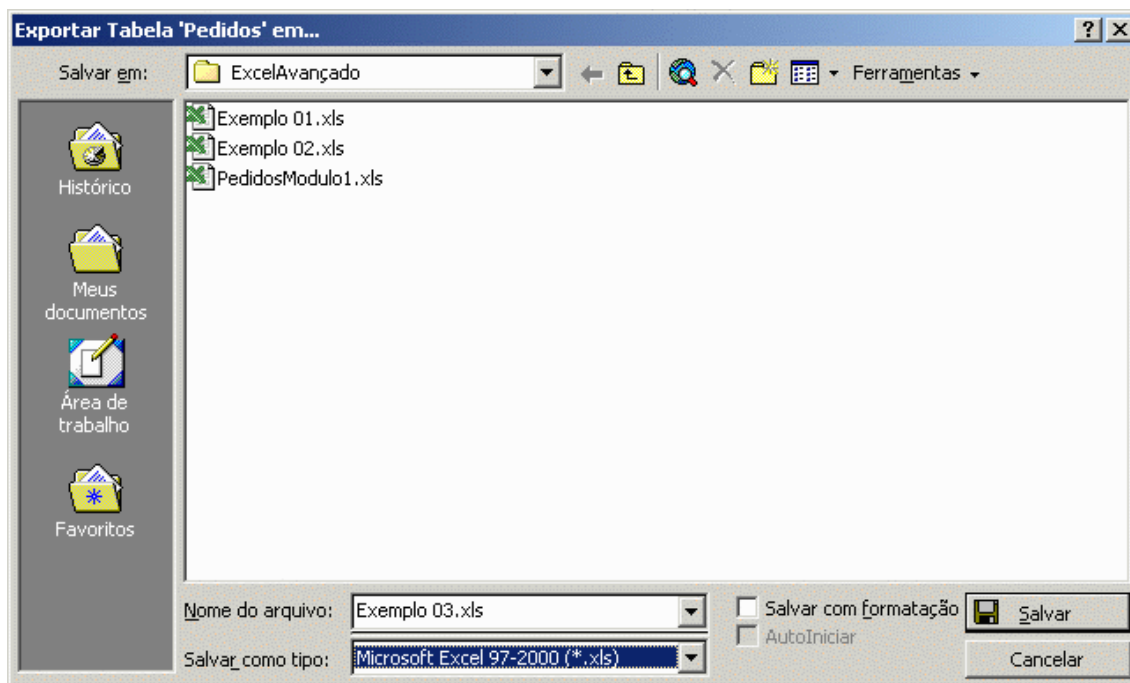 Exportar Tabela 'Pedidos' em...
Salvar em: ExcelAvançado Ferramentas
Exemplo 01.xls
Exemplo 02.xls
PedidosModulo1.xls
Histórico
Meus
documentos
Área de
trabalho
Favoritos
Nome do arquivo: Exemplo 03.xls Salvar com formatação Salvar
AutoIniciar
Salvar como tipo: Microsoft Excel 97-2000 (*.xls) Cancelar